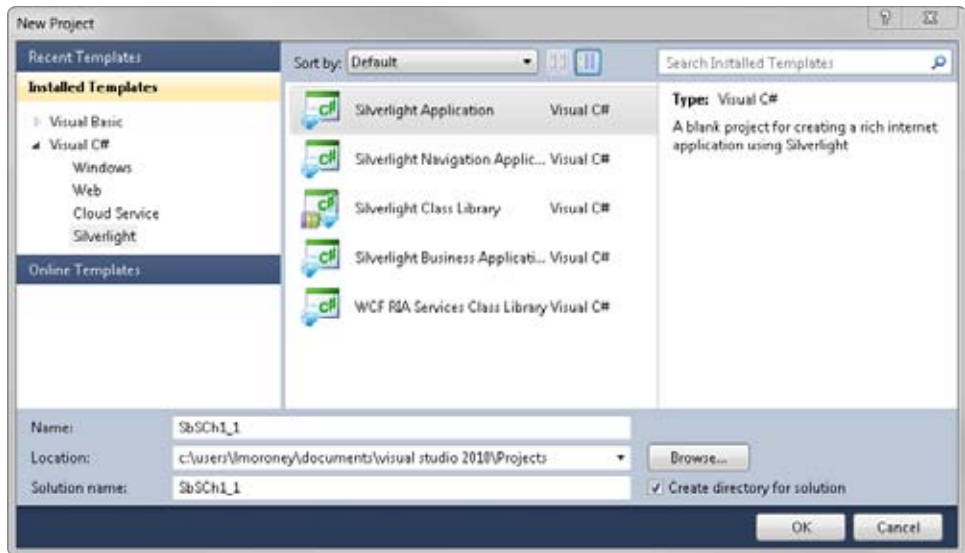 New Project
Recent Templates
Installed Templates
Visual Basic
Visual C#
Windows
Web
Cloud Service
Silverlight
Online Templates
Sort by: Default
Silverlight Application Visual C#
Silverlight Navigation Applic... Visual C#
Silverlight Class Library Visual C#
Silverlight Business Applicati... Visual C#
WCF RIA Services Class Library Visual C#
Search Installed Templates
Type: Visual C#
A blank project for creating a rich internet
application using Silverlight
Name: SbSCh1_1
Location: c:\users\lmoroney\documents\visual studio 2010\Projects
Browse...
Solution name: SbSCh1_1
Create directory for solution
OK Cancel